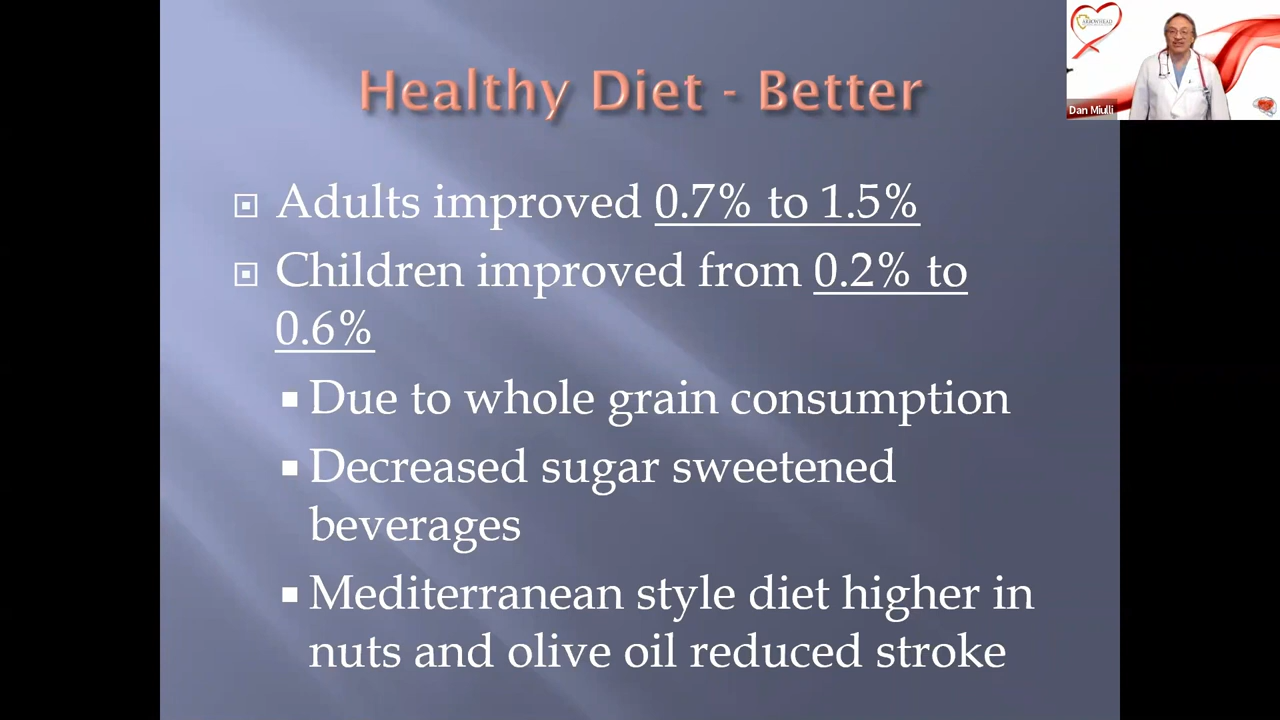 Healthy Diet - Better
Adults improved 0.7% to 1.5%
Children improved from 0.2% to
0.6%
Due to whole grain consumption
Decreased sugar sweetened
beverages
Mediterranean style diet higher in
nuts and olive oil reduced stroke
ARROWHEAD
Dan Miulli